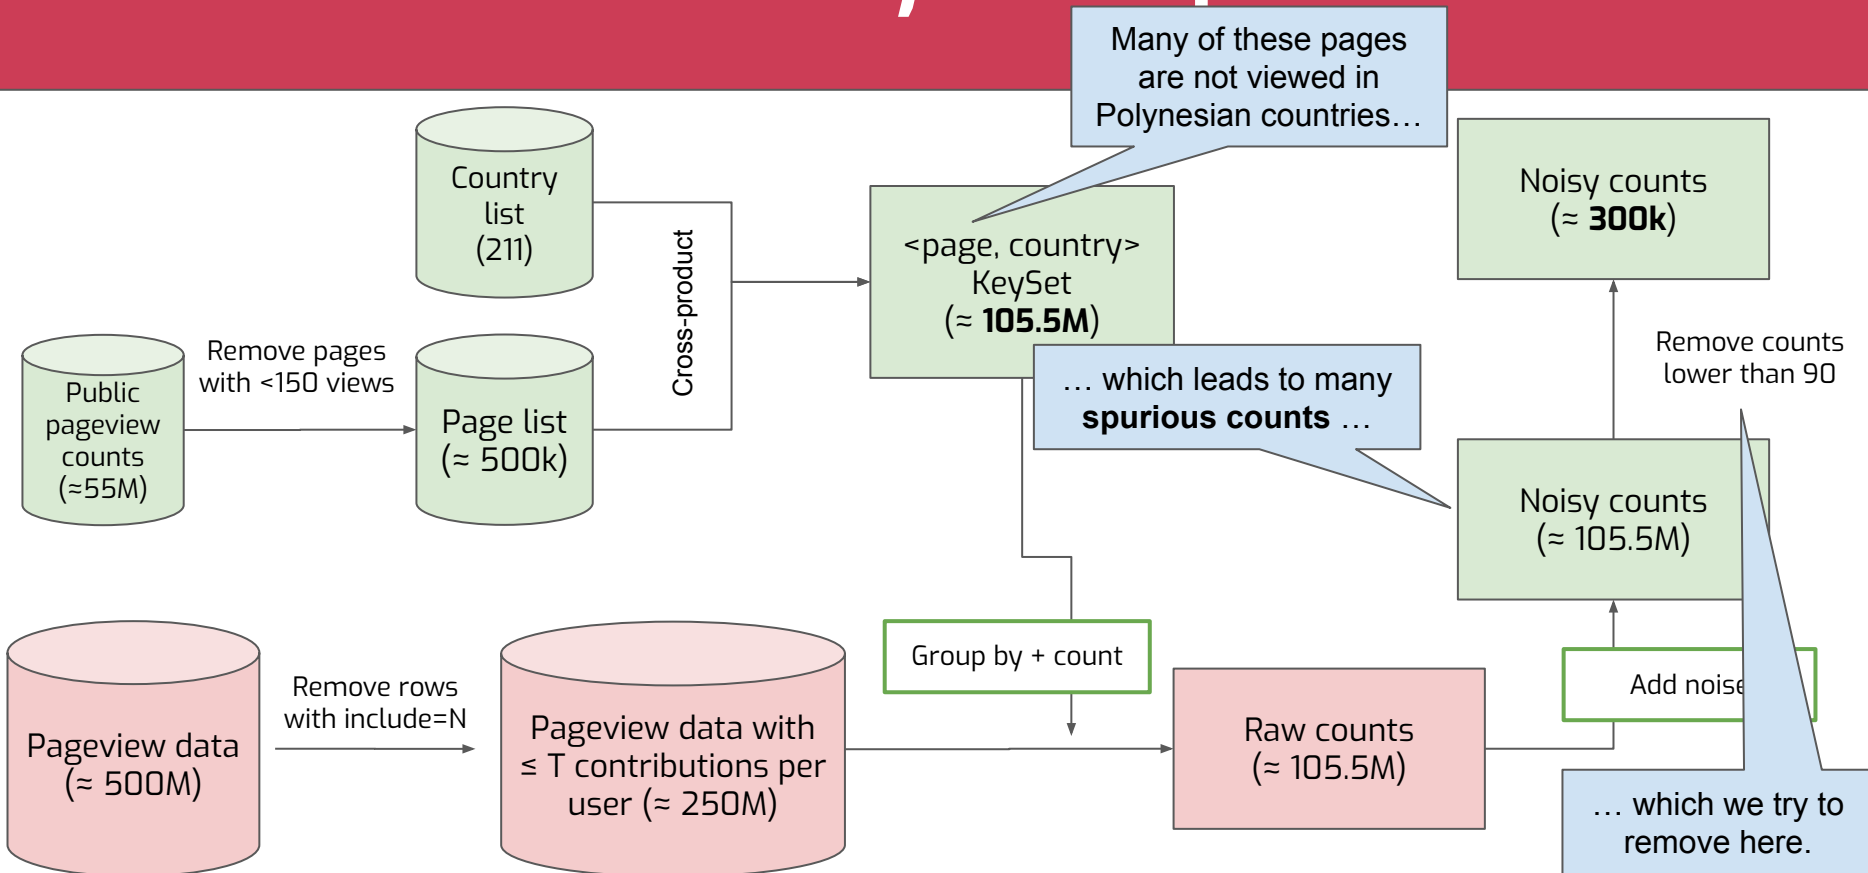 Many of these pages
are not viewed in
Polynesian countries…
Country
list
(211)
Cross-product
<page, country>
KeySet
(≈ 105.5M)
Noisy counts
(≈ 300k)
Public
pageview
counts
(≈55M)
Remove pages
with <150 views
Page list
(≈ 500k)
… which leads to many
spurious counts …
Remove counts
lower than 90
Noisy counts
(≈ 105.5M)
Pageview data
(≈ 500M)
Remove rows
with include=N
Pageview data with
≤ T contributions per
user (≈ 250M)
Group by + count
Raw counts
(≈ 105.5M)
Add noise
… which we try to
remove here.